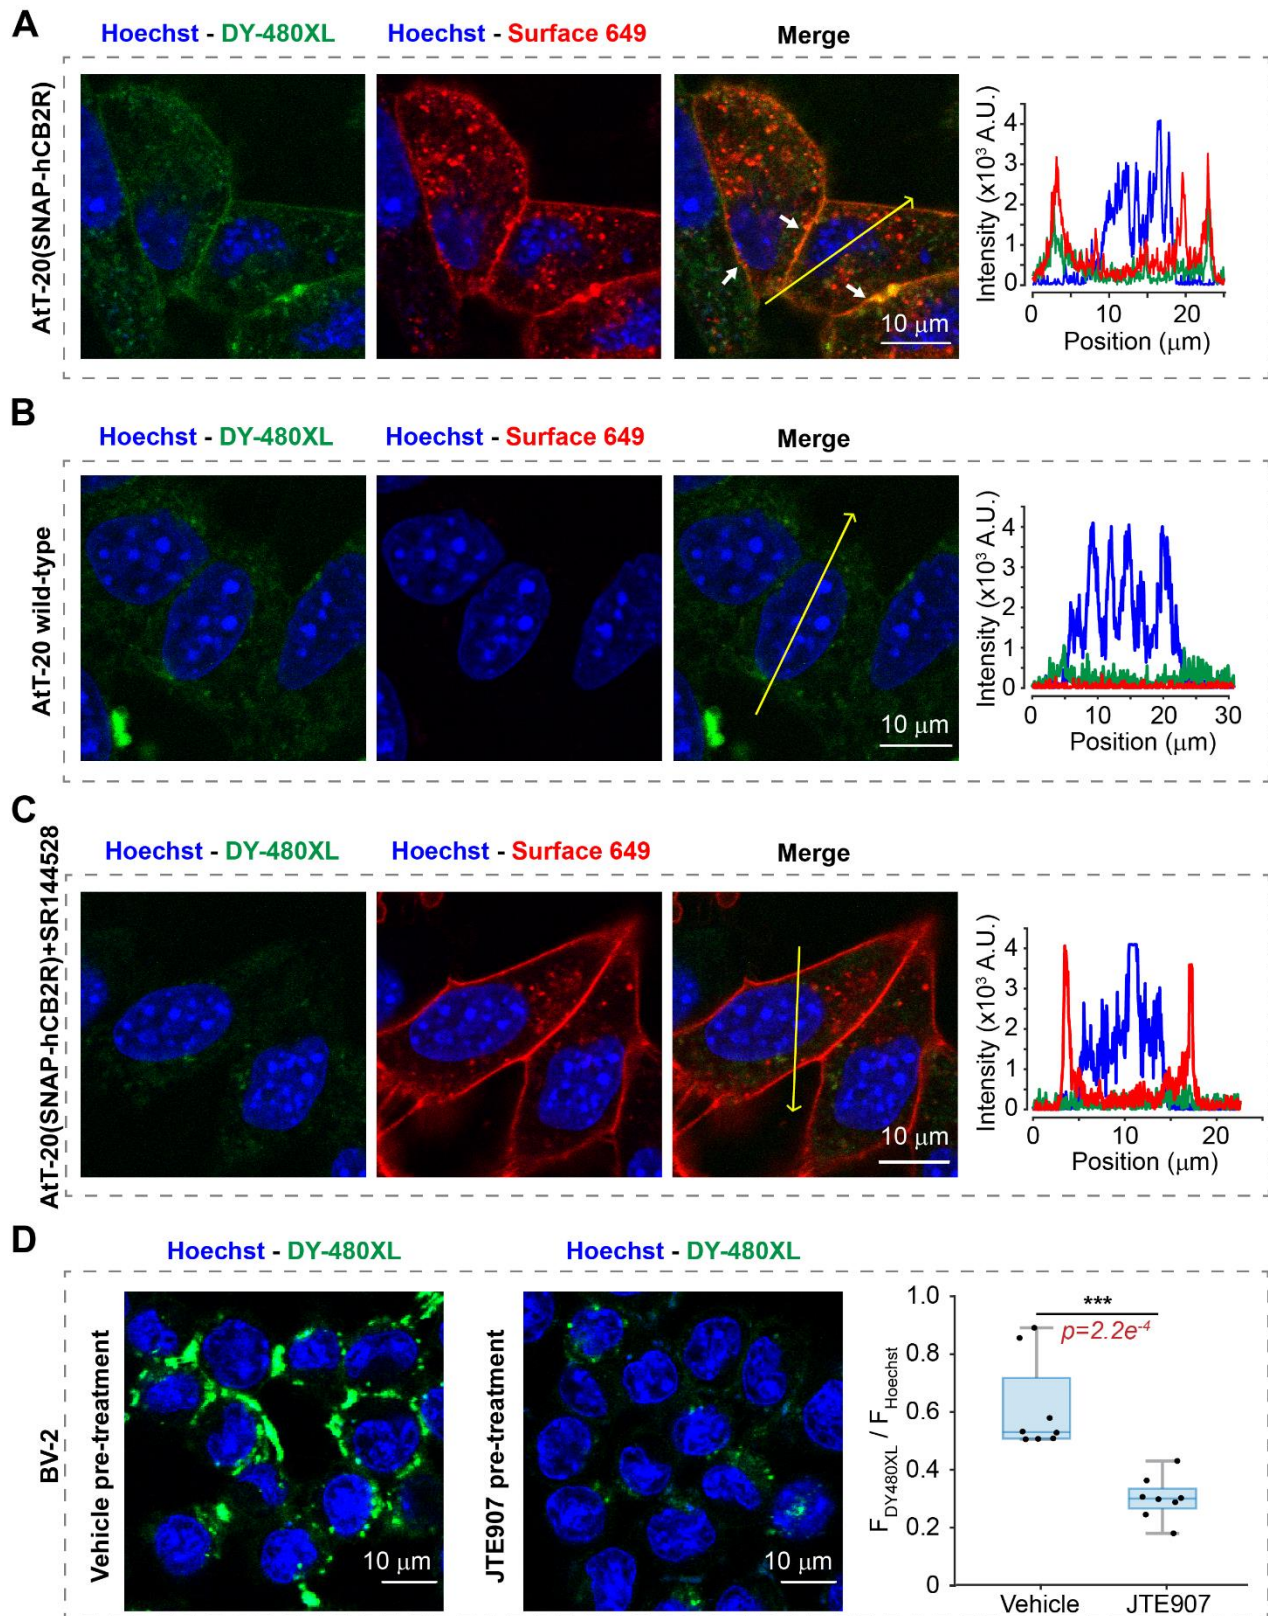 A
Hoechst - DY-480XL
Hoechst - Surface 649
Merge
AtT-20(SNAP-hCB2R)
10 μm
Intensity (x10³ A.U.)
4
3
2
1
0
0
10
20
Position (μm)
B
Hoechst - DY-480XL
Hoechst - Surface 649
Merge
AtT-20 wild-type
10 μm
Intensity (x10³ A.U.)
4
3
2
1
0
0
10
20
30
Position (μm)
C
Hoechst - DY-480XL
Hoechst - Surface 649
Merge
AtT-20(SNAP-hCB2R)+SR144528
10 μm
Intensity (x10³ A.U.)
4
3
2
1
0
0
10
20
Position (μm)
D
Hoechst - DY-480XL
Hoechst - DY-480XL
BV-2
Vehicle pre-treatment
10 μm
JTE907 pre-treatment
10 μm
F_DY480XL / F_Hoechst
1.0
0.8
0.6
0.4
0.2
0
***
p=2.2e⁻⁴
Vehicle
JTE907